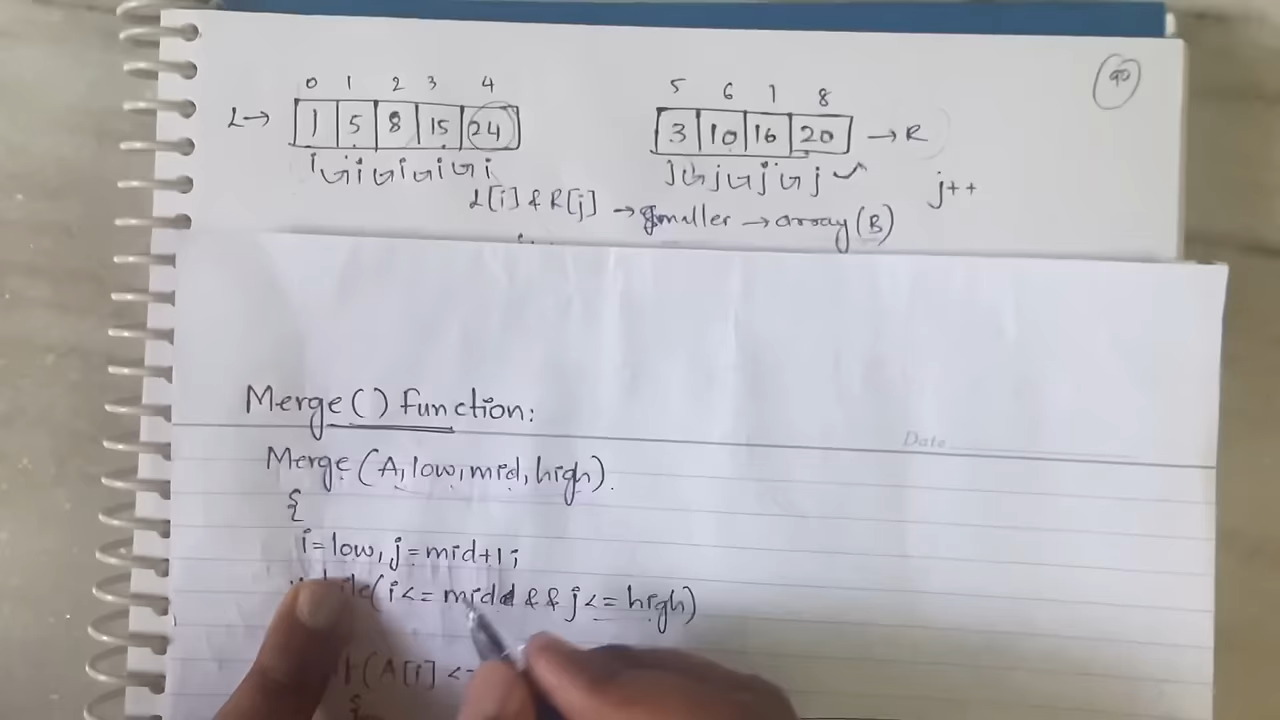 90
0 1 2 3 4
L→ 1 5 8 15 24
i i i i i
5 6 7 8
3 10 16 20 →R
j j j j ✓
j++
L[i] & R[j] → smaller → array(B)
Merge() function:
Date
Merge(A,low,mid,high).
{
i=low, j=mid+1;
(i<=mid && j<=high)
(A[i] <
{